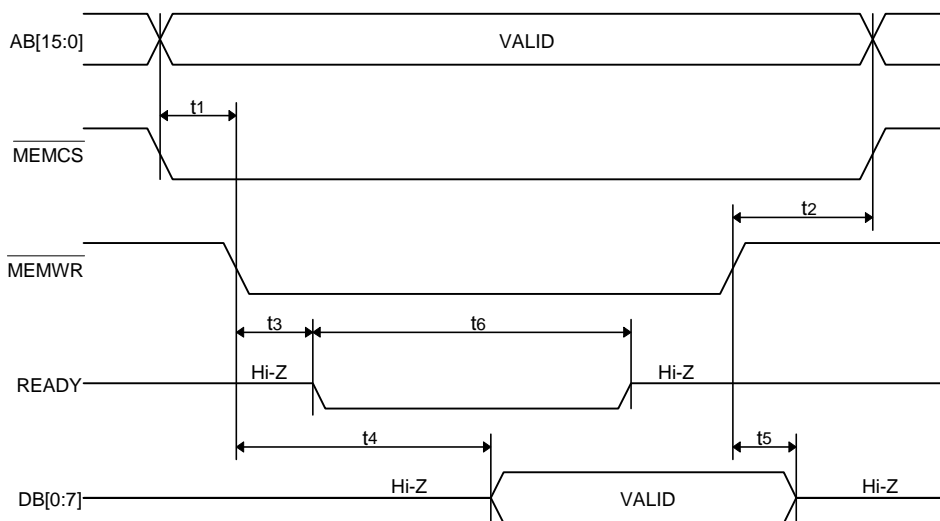 AB[15:0]
VALID
t1
MEMCS
t2
MEMWR
t3
t6
READY
Hi-Z
Hi-Z
t4
t5
DB[0:7]
Hi-Z
VALID
Hi-Z